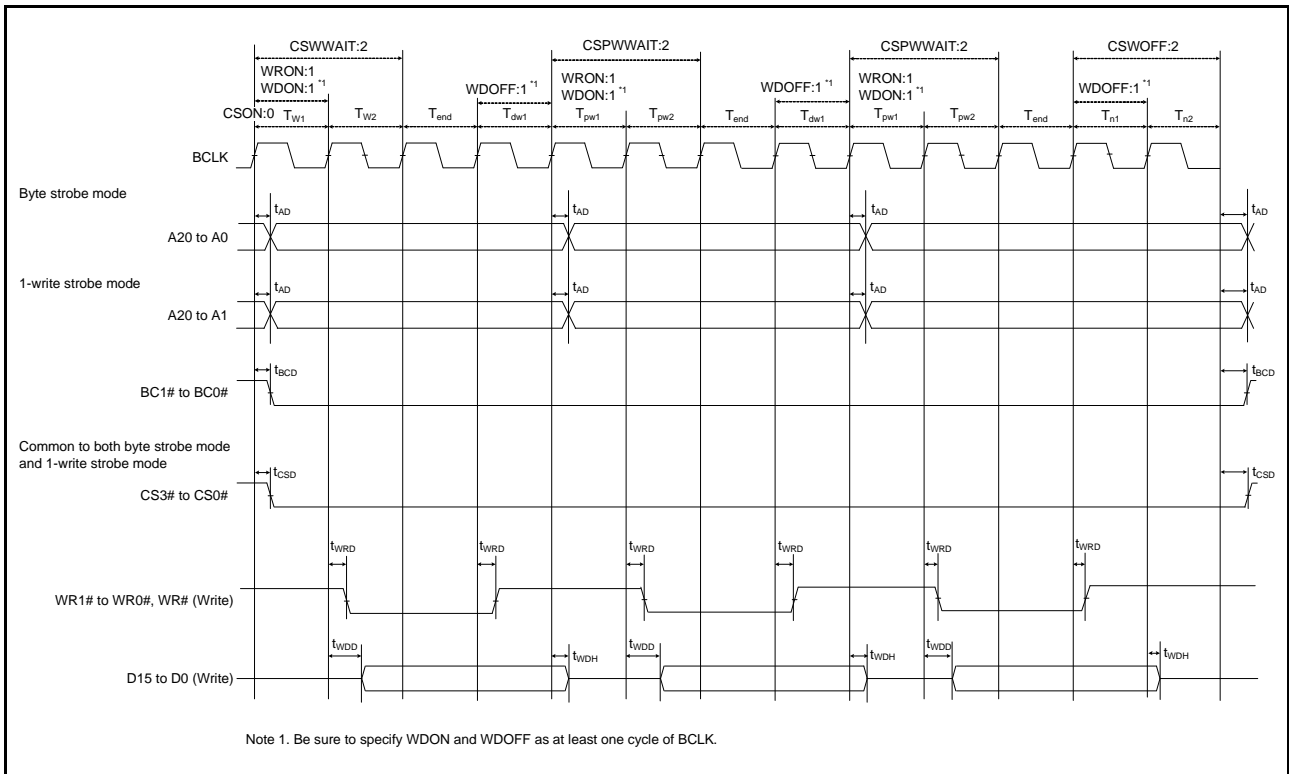 CSWWAIT:2 CSPWWAIT:2 CSPWWAIT:2 CSWOFF:2
WRON:1 WRON:1 WRON:1
WDON:1 *1 WDOFF:1 *1 WDON:1 *1 WDOFF:1 *1 WDON:1 *1 WDOFF:1 *1
CSON:0 TW1 TW2 Tend Tdw1 Tpw1 Tpw2 Tend Tdw1 Tpw1 Tpw2 Tend Tn1 Tn2
BCLK
Byte strobe mode
tAD tAD tAD tAD
A20 to A0
1-write strobe mode
tAD tAD tAD tAD
A20 to A1
tBCD tBCD
BC1# to BC0#
Common to both byte strobe mode
and 1-write strobe mode
tCSD tCSD
CS3# to CS0#
tWRD tWRD tWRD tWRD tWRD tWRD
WR1# to WR0#, WR# (Write)
tWDD tWDH tWDD tWDH tWDD tWDH
D15 to D0 (Write)
Note 1. Be sure to specify WDON and WDOFF as at least one cycle of BCLK.